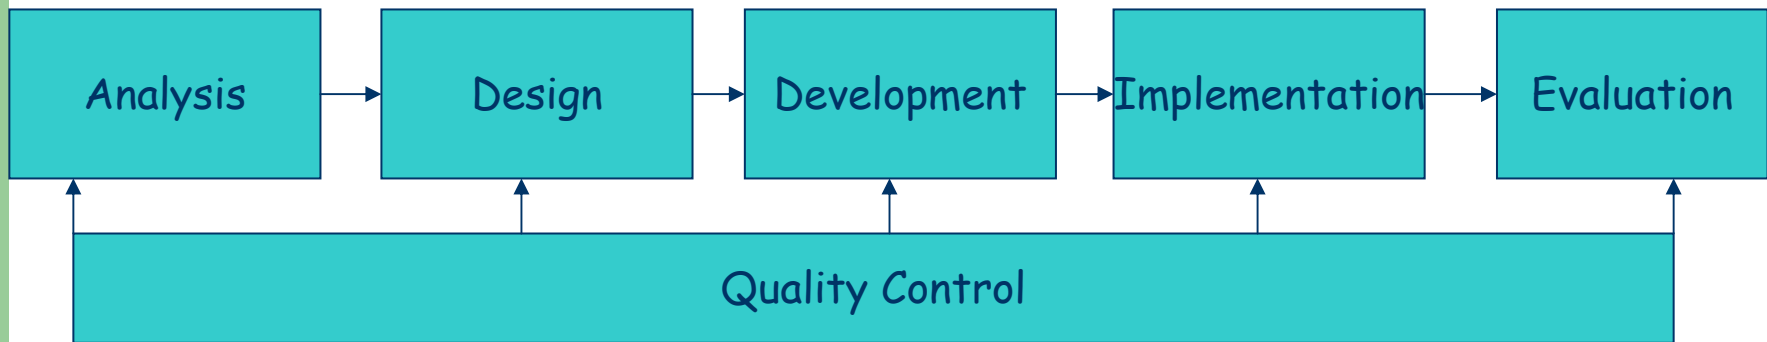 Analysis
Design
Development
Implementation
Evaluation
Quality Control